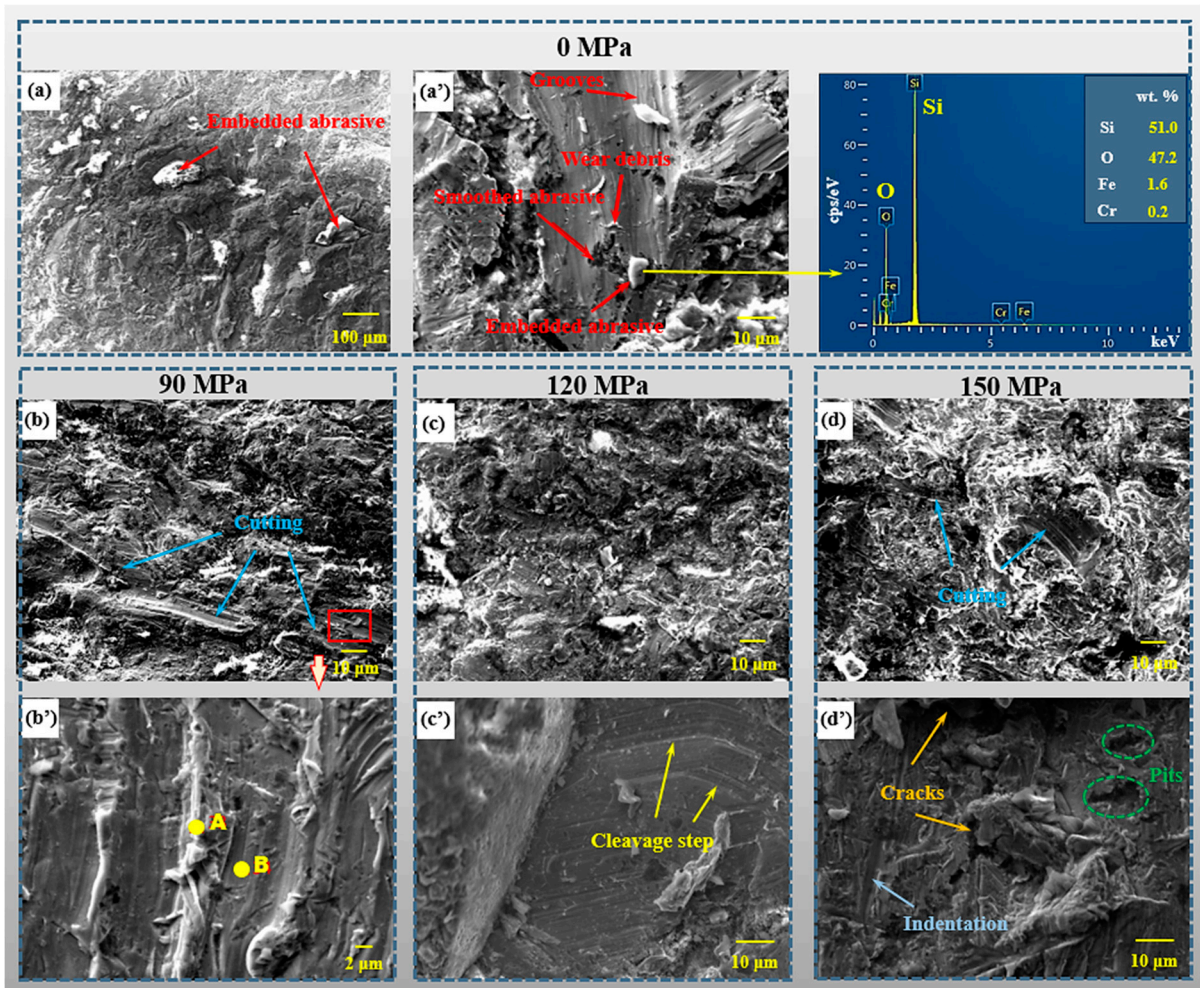 0 MPa
(a)
Embedded abrasive
100 µm
(a’)
Grooves
Wear debris
Smoothed abrasive
Embedded abrasive
10 µm
80
60
40
20
0
cps/eV
Si
Si
O
O
Fe
Cr
Cr
Fe
0
5
10
keV
wt. %
Si 51.0
O 47.2
Fe 1.6
Cr 0.2
90 MPa
(b)
Cutting
10 µm
120 MPa
(c)
10 µm
150 MPa
(d)
Cutting
10 µm
(b’)
A
B
2 µm
(c’)
Cleavage step
10 µm
(d’)
Cracks
Pits
Indentation
10 µm